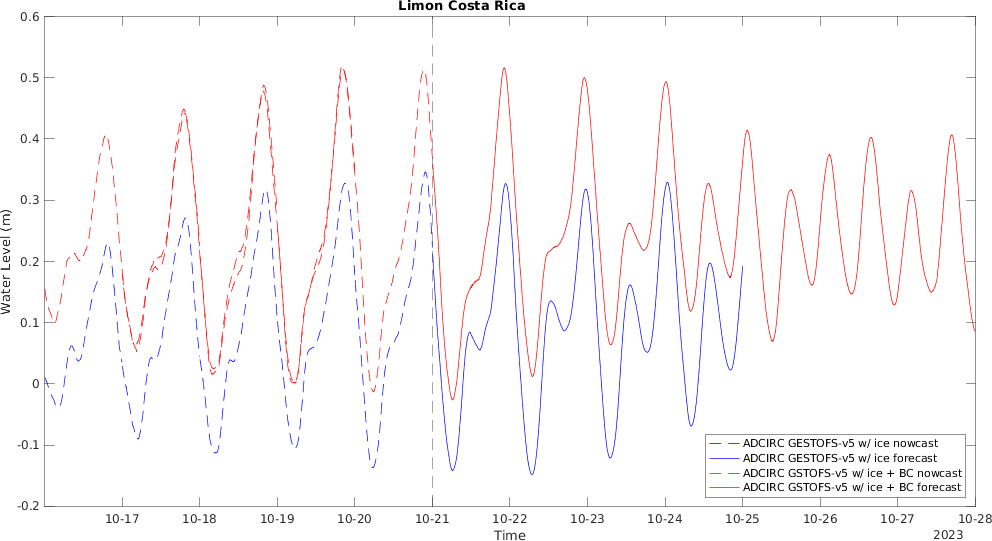 Limon Costa Rica
0.6
0.5
0.4
0.3
0.2
0.1
0
-0.1
-0.2
Water Level (m)
ADCIRC GESTOFS-v5 w/ ice nowcast
ADCIRC GESTOFS-v5 w/ ice forecast
ADCIRC GSTOFS-v5 w/ ice + BC nowcast
ADCIRC GSTOFS-v5 w/ ice + BC forecast
10-17 10-18 10-19 10-20 10-21 10-22 10-23 10-24 10-25 10-26 10-27 10-28
Time
2023